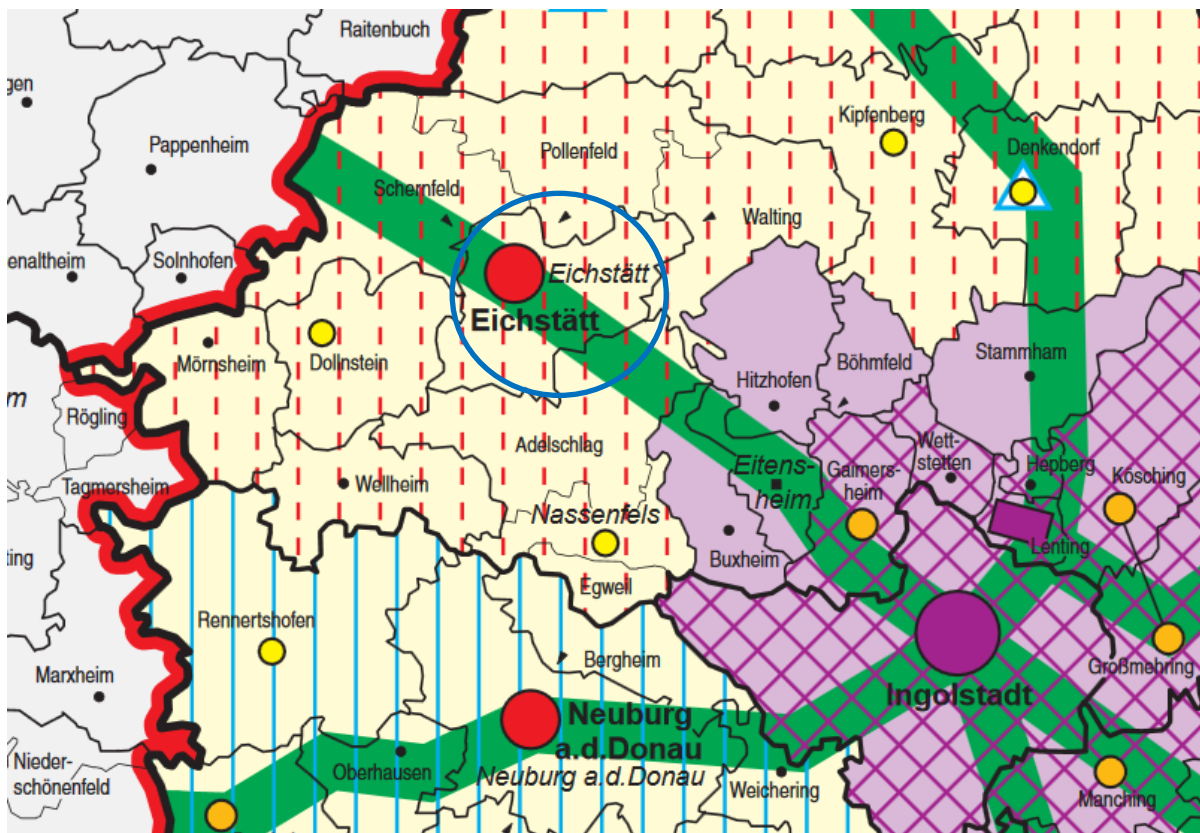 Raitenbuch
gen
Pappenheim
Kipfenberg
Denkendorf
Pollenfeld
Schernfeld
Walting
enaltheim
Solnhofen
Eichstätt
Eichstätt
Mörnsheim
Dollnstein
Böhmfeld
Stammham
Hitzhofen
m
Rögling
Adelschlag
Wett-
stetten
Eitens-
heim
Gaimers-
heim
Hepberg
Kösching
Tagmersheim
Wellheim
Nassenfels
Lenting
ting
Buxheim
Egweil
Rennertshofen
Bergheim
Marxheim
Großmehring
Ingolstadt
Neuburg
a.d.Donau
Neuburg a.d.Donau
Nieder-
schönenfeld
Oberhausen
Weichering
Manching